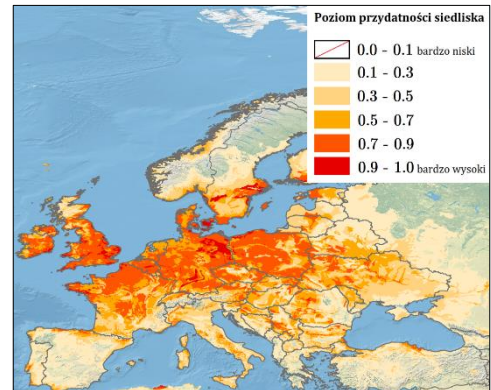 Poziom przydatności siedliska
0.0 - 0.1 bardzo niski
0.1 - 0.3
0.3 - 0.5
0.5 - 0.7
0.7 - 0.9
0.9 - 1.0 bardzo wysoki